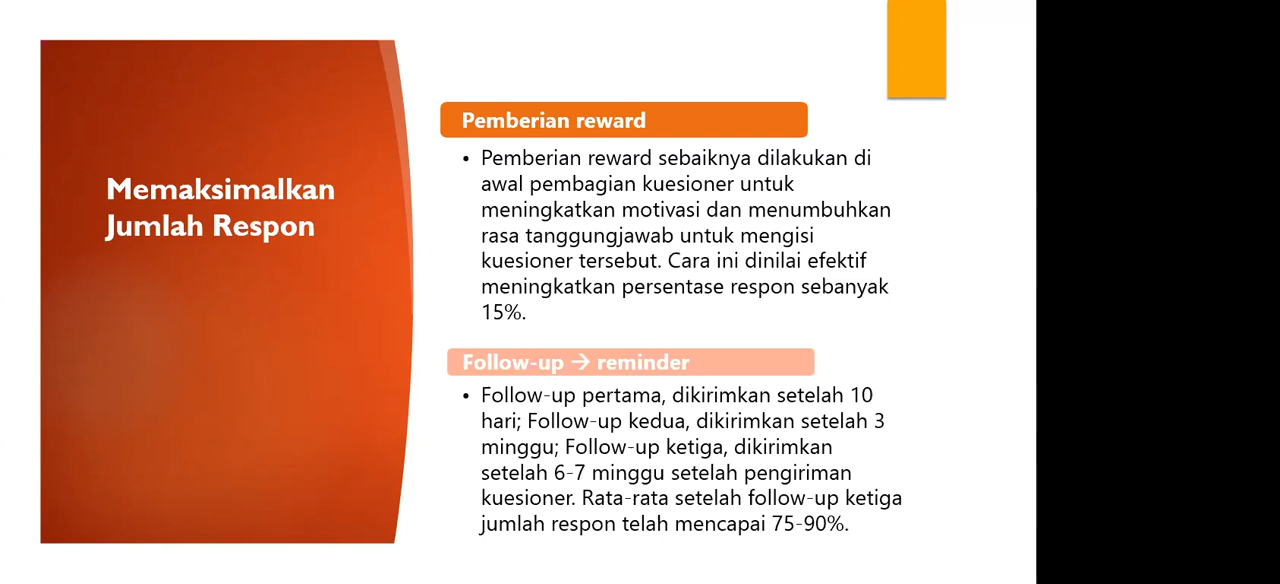 Memaksimalkan
Jumlah Respon
Pemberian reward
• Pemberian reward sebaiknya dilakukan di
awal pembagian kuesioner untuk
meningkatkan motivasi dan menumbuhkan
rasa tanggungjawab untuk mengisi
kuesioner tersebut. Cara ini dinilai efektif
meningkatkan persentase respon sebanyak
15%.
Follow-up → reminder
• Follow-up pertama, dikirimkan setelah 10
hari; Follow-up kedua, dikirimkan setelah 3
minggu; Follow-up ketiga, dikirimkan
setelah 6-7 minggu setelah pengiriman
kuesioner. Rata-rata setelah follow-up ketiga
jumlah respon telah mencapai 75-90%.